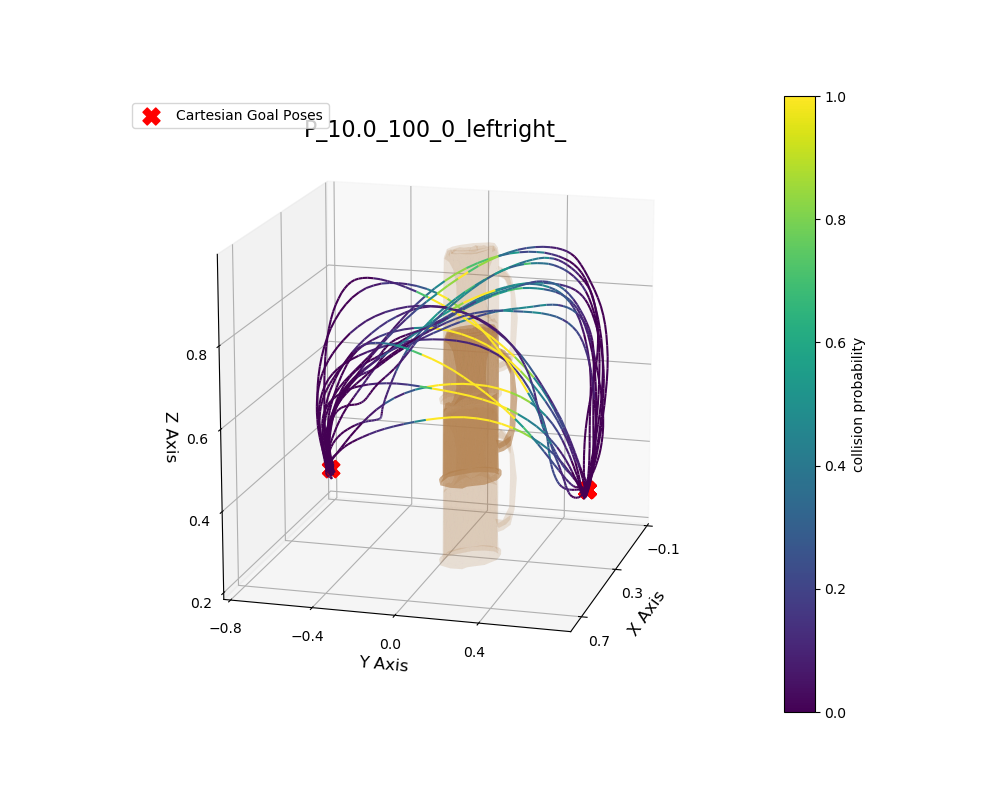 Cartesian Goal Poses
P_10.0_100_0_leftright_
1.0
0.8
0.6
0.4
0.2
0.0
collision probability
0.8
0.6
0.4
0.2
Z Axis
−0.8
−0.4
0.0
0.4
Y Axis
−0.1
0.3
0.7
X Axis